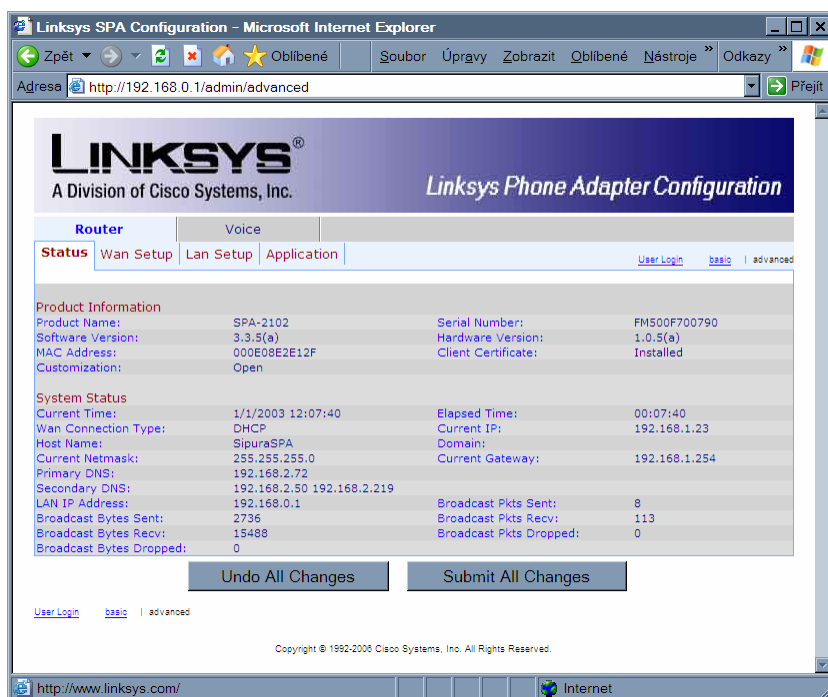 Linksys SPA Configuration - Microsoft Internet Explorer
Zpět Oblíbené Soubor Úpravy Zobrazit Oblíbené Nástroje » Odkazy »
Adresa http://192.168.0.1/admin/advanced Přejít
LINKSYS®
A Division of Cisco Systems, Inc. Linksys Phone Adapter Configuration
Router Voice
Status Wan Setup Lan Setup Application User Login basic | advanced
Product Information
Product Name: SPA-2102 Serial Number: FM500F700790
Software Version: 3.3.5(a) Hardware Version: 1.0.5(a)
MAC Address: 000E08E2E12F Client Certificate: Installed
Customization: Open
System Status
Current Time: 1/1/2003 12:07:40 Elapsed Time: 00:07:40
Wan Connection Type: DHCP Current IP: 192.168.1.23
Host Name: SipuraSPA Domain:
Current Netmask: 255.255.255.0 Current Gateway: 192.168.1.254
Primary DNS: 192.168.2.72
Secondary DNS: 192.168.2.50 192.168.2.219
LAN IP Address: 192.168.0.1 Broadcast Pkts Sent: 8
Broadcast Bytes Sent: 2736 Broadcast Pkts Recv: 113
Broadcast Bytes Recv: 15488 Broadcast Pkts Dropped: 0
Broadcast Bytes Dropped: 0
Undo All Changes Submit All Changes
User Login basic | advanced
Copyright © 1992-2006 Cisco Systems, Inc. All Rights Reserved.
http://www.linksys.com/ Internet